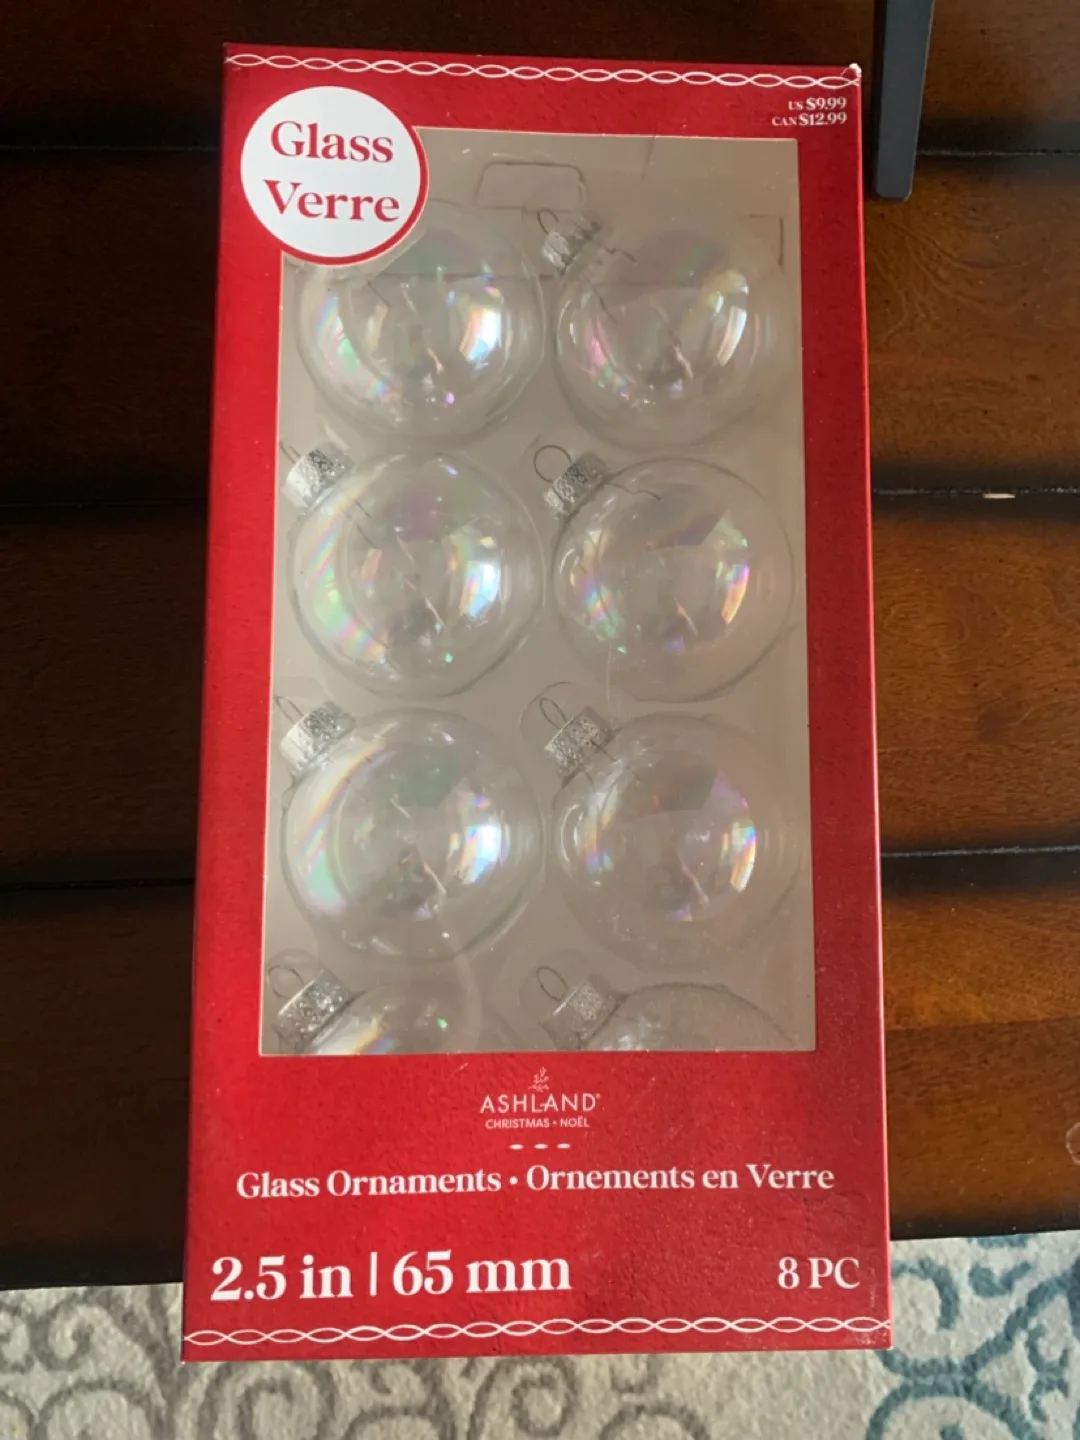 Glass
Verre
US $9.99
CAN $12.99
ASHLAND®
CHRISTMAS • NOËL
Glass Ornaments • Ornements en Verre
2.5 in | 65 mm
8 PC